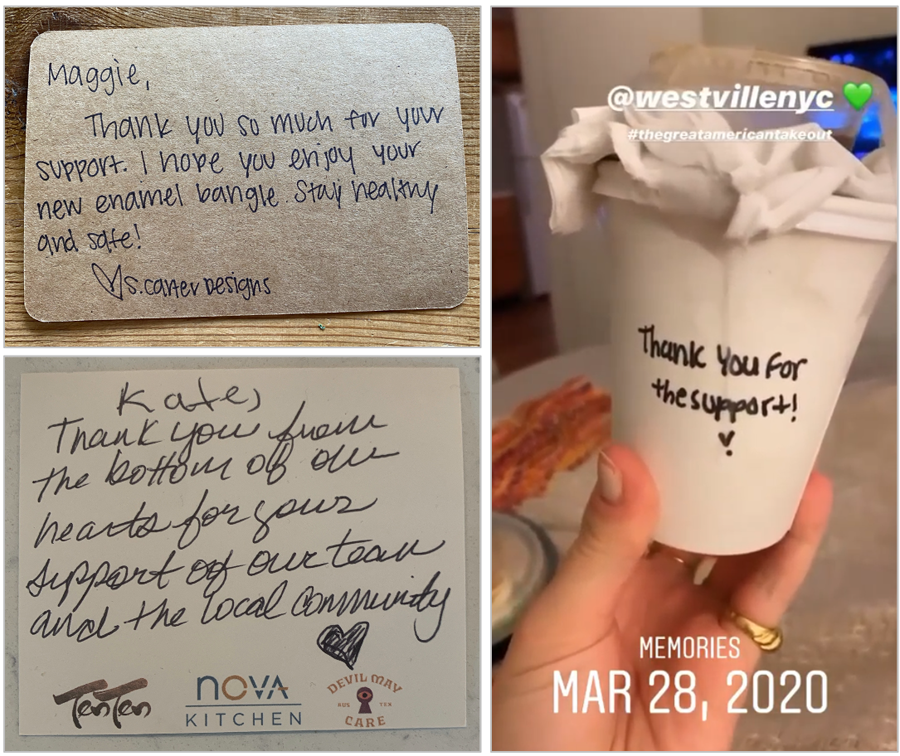 Maggie,
Thank you so much for your
support. I hope you enjoy your
new enamel bangle. Stay healthy
and safe!
♡ S. Carter Designs
Kate,
Thank you from
the bottom of our
hearts for your
support of our team
and the local community
TenTen
NOVA
KITCHEN
DEVIL MAY
AUS TEX
CARE
@westvillenyc 💚
#thegreatamericantakeout
Thank you for
the support!
MEMORIES
MAR 28, 2020